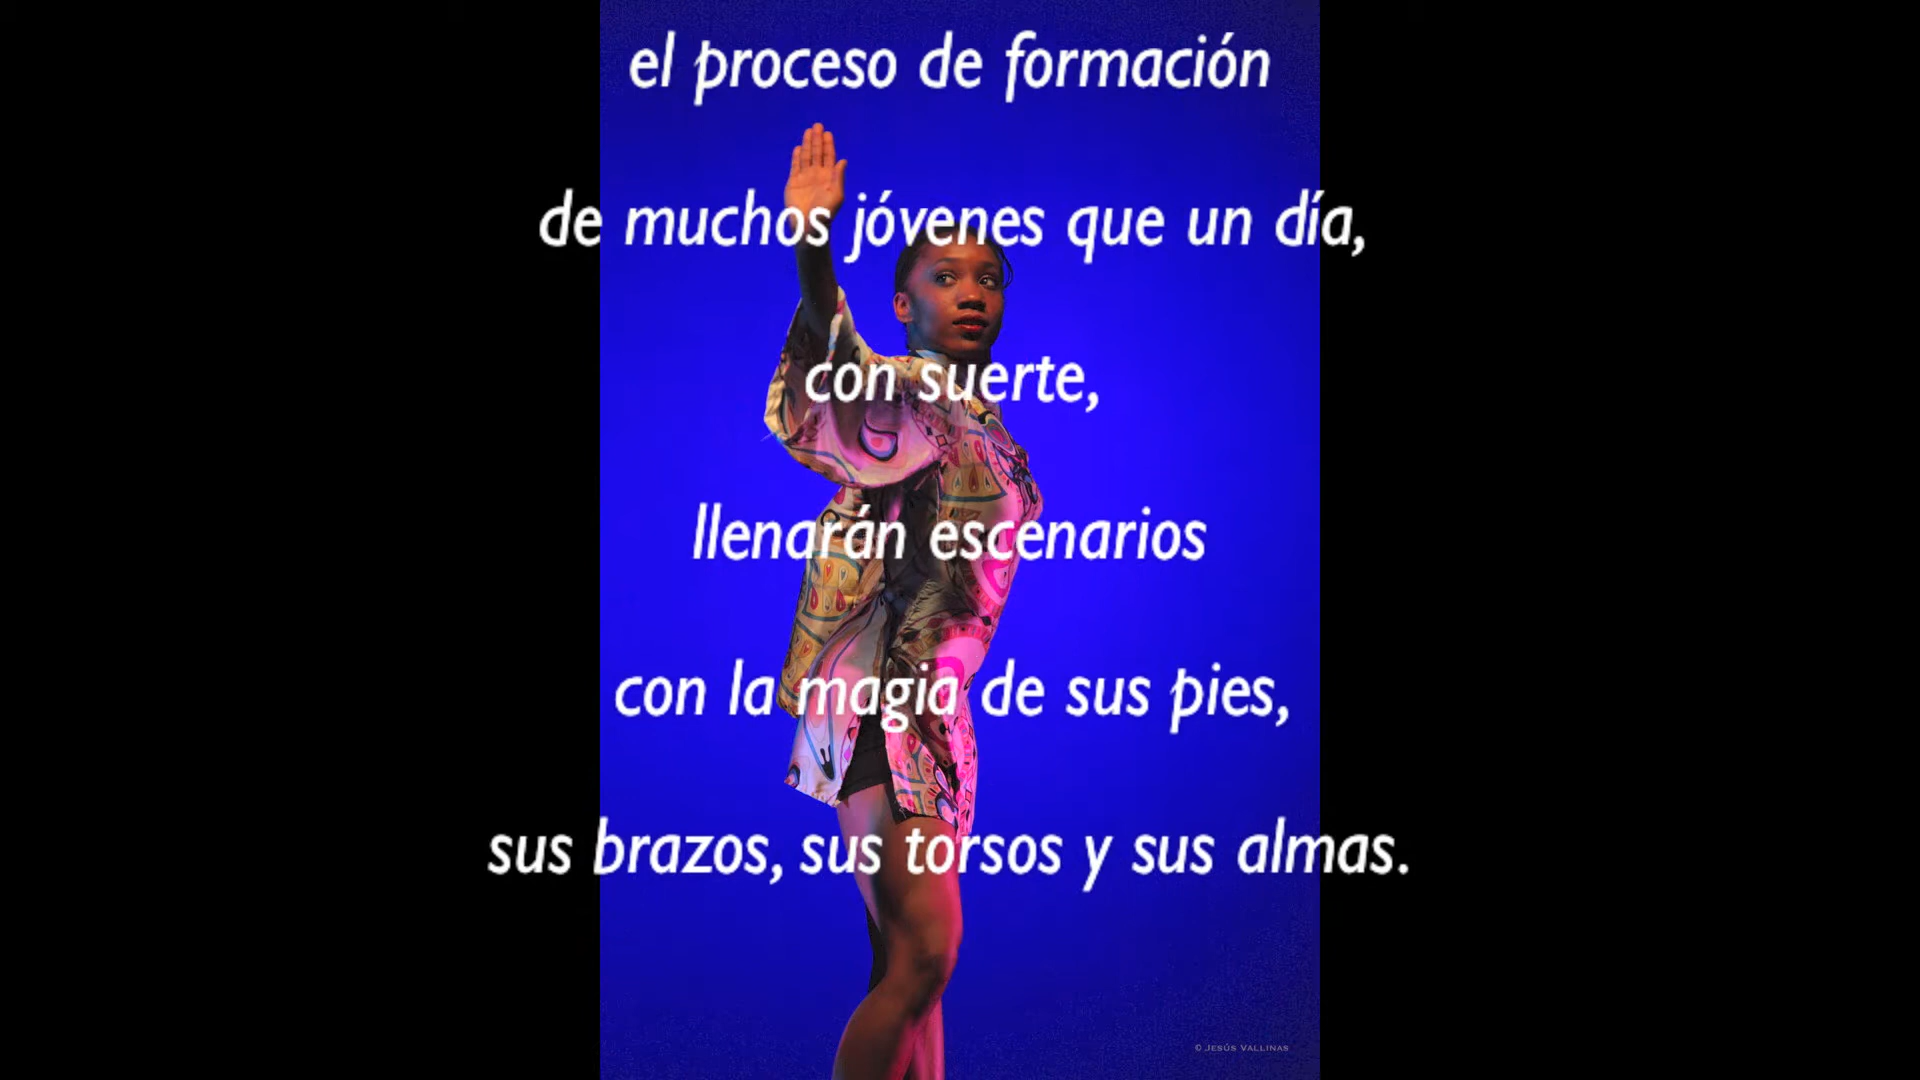 el proceso de formación
de muchos jóvenes que un día,
con suerte,
llenarán escenarios
con la magia de sus pies,
sus brazos, sus torsos y sus almas.
© Jesús Vallinas